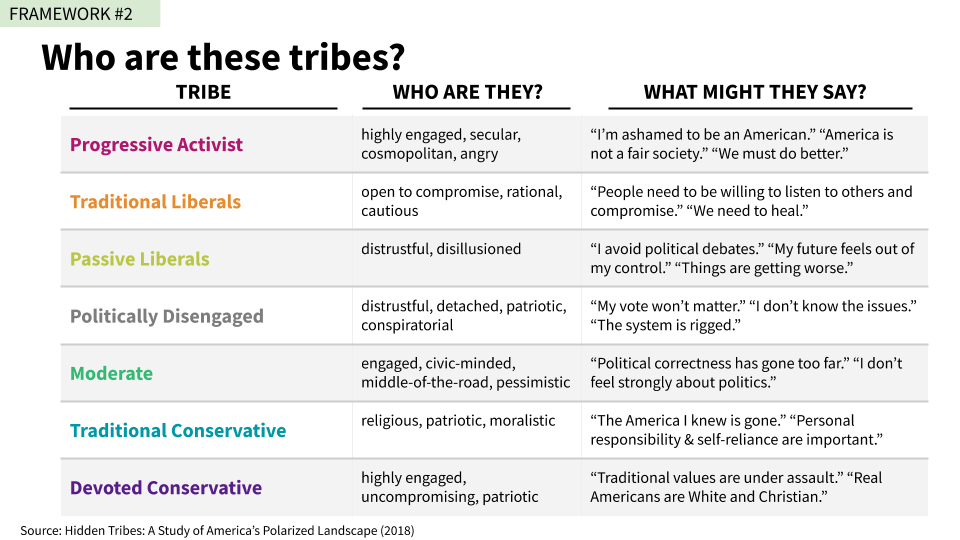 FRAMEWORK #2
Who are these tribes?
TRIBE
WHO ARE THEY?
WHAT MIGHT THEY SAY?
Progressive Activist
highly engaged, secular,
cosmopolitan, angry
“I’m ashamed to be an American.” “America is
not a fair society.” “We must do better.”
Traditional Liberals
open to compromise, rational,
cautious
“People need to be willing to listen to others and
compromise.” “We need to heal.”
Passive Liberals
distrustful, disillusioned
“I avoid political debates.” “My future feels out of
my control.” “Things are getting worse.”
Politically Disengaged
distrustful, detached, patriotic,
conspiratorial
“My vote won’t matter.” “I don’t know the issues.”
“The system is rigged.”
Moderate
engaged, civic-minded,
middle-of-the-road, pessimistic
“Political correctness has gone too far.” “I don’t
feel strongly about politics.”
Traditional Conservative
religious, patriotic, moralistic
“The America I knew is gone.” “Personal
responsibility & self-reliance are important.”
Devoted Conservative
highly engaged,
uncompromising, patriotic
“Traditional values are under assault.” “Real
Americans are White and Christian.”
Source: Hidden Tribes: A Study of America’s Polarized Landscape (2018)